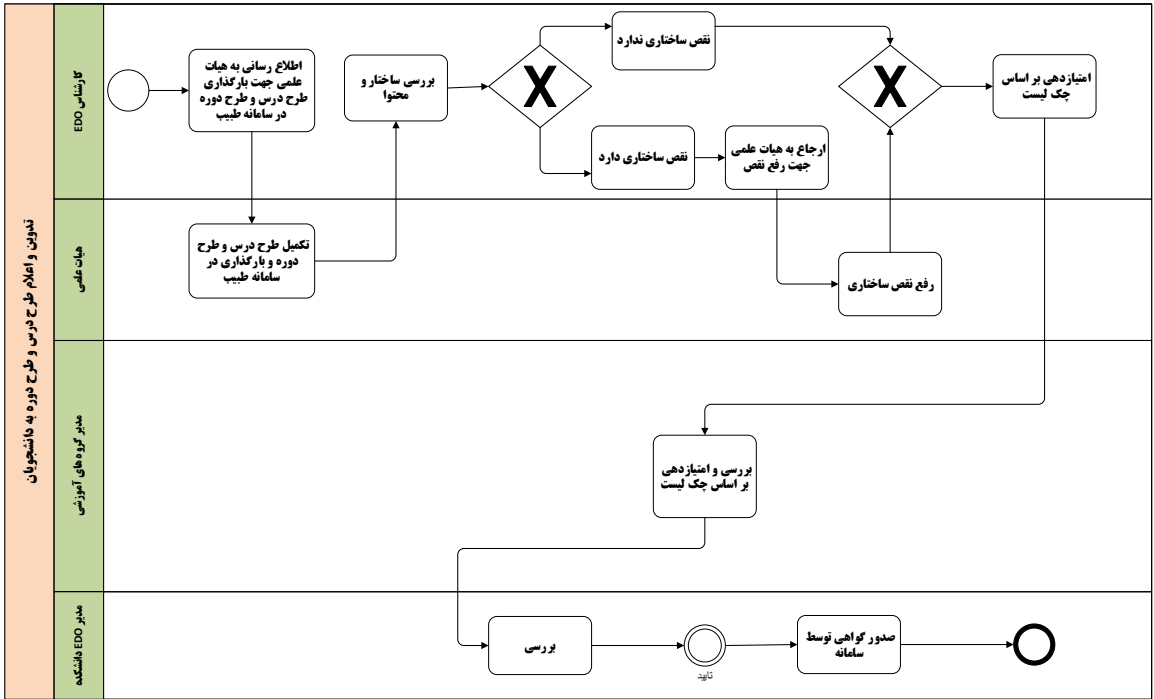 تدوین و اعلام طرح درس و طرح دوره به دانشجویان
کارشناس EDO
اطلاع رسانی به هیات
علمی جهت بارگذاری
طرح درس و طرح دوره
در سامانه طبیب
بررسی ساختار و
محتوا
X
نقص ساختاری ندارد
نقص ساختاری دارد
ارجاع به هیات علمی
جهت رفع نقص
X
امتیازدهی بر اساس
چک لیست
هیات علمی
تکمیل طرح درس و طرح
دوره و بارگذاری در
سامانه طبیب
رفع نقص ساختاری
مدیر گروه های آموزشی
بررسی و امتیازدهی
بر اساس چک لیست
مدیر EDO دانشکده
بررسی
تایید
صدور گواهی توسط
سامانه